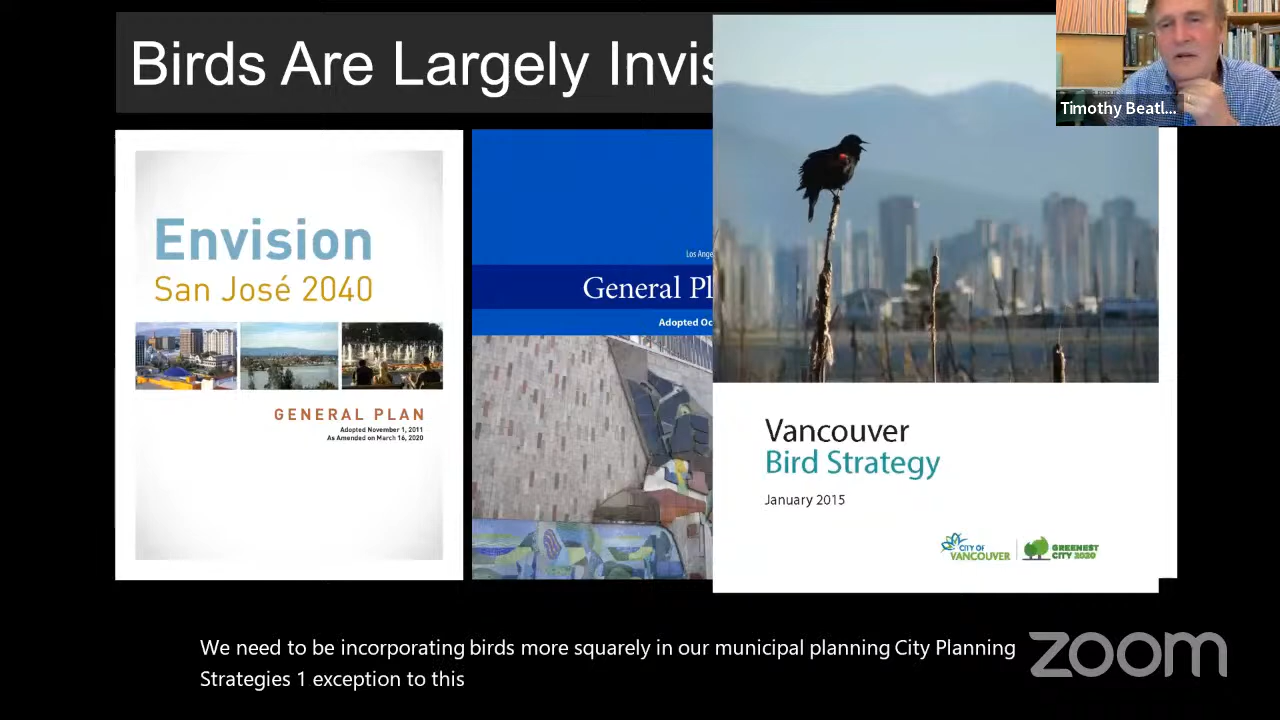 Birds Are Largely Invis
Timothy Beatl...
Envision
San José 2040
GENERAL PLAN
Adopted November 1, 2011
As Amended on March 16, 2020
Los Ange
General Pl
Adopted Oc
Vancouver
Bird Strategy
January 2015
CITY OF
VANCOUVER
GREENEST
CITY 2020
We need to be incorporating birds more squarely in our municipal planning City Planning
Strategies 1 exception to this
zoom